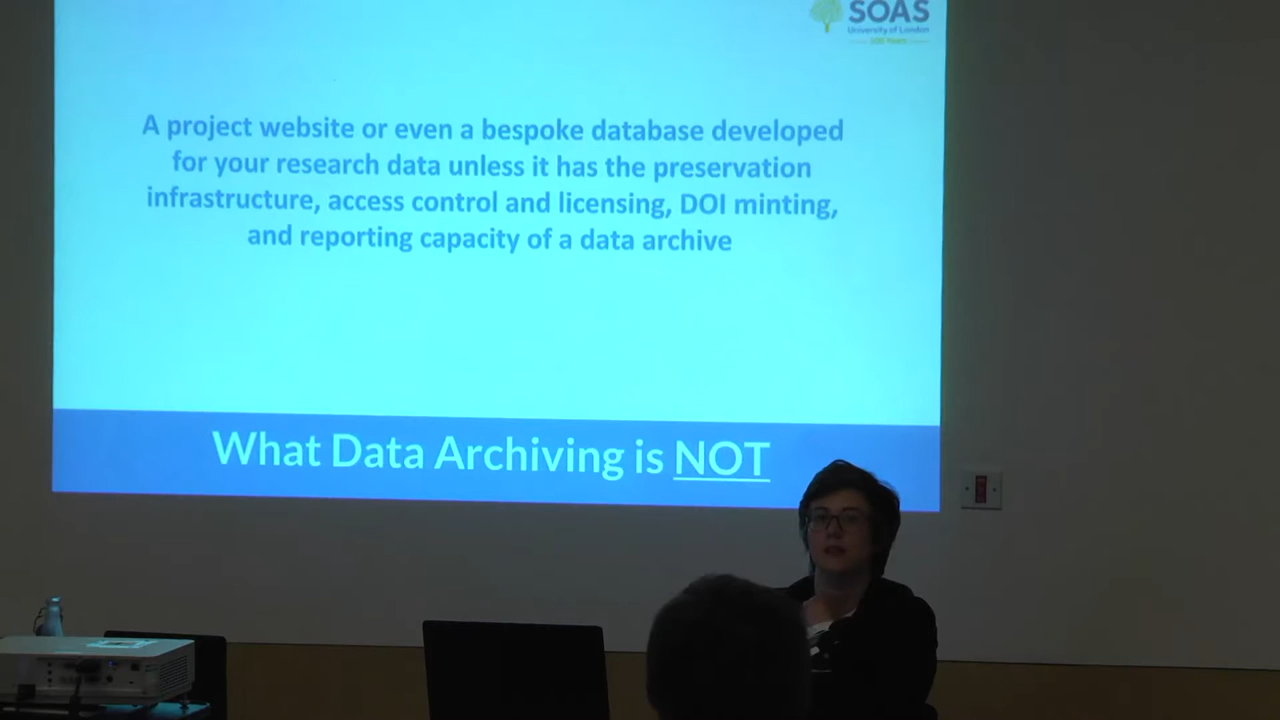 SOAS
University of London
100 Years
A project website or even a bespoke database developed
for your research data unless it has the preservation
infrastructure, access control and licensing, DOI minting,
and reporting capacity of a data archive
What Data Archiving is NOT